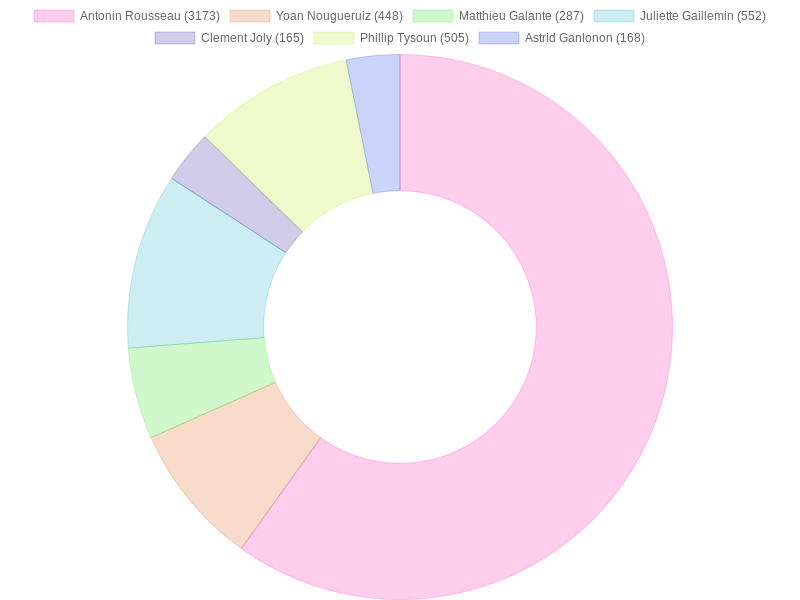 Antonin Rousseau (3173) Yoan Nougueruiz (448) Matthieu Galante (287) Juliette Gaillemin (552)
Clement Joly (165) Phillip Tysoun (505) Astrid Ganlonon (168)